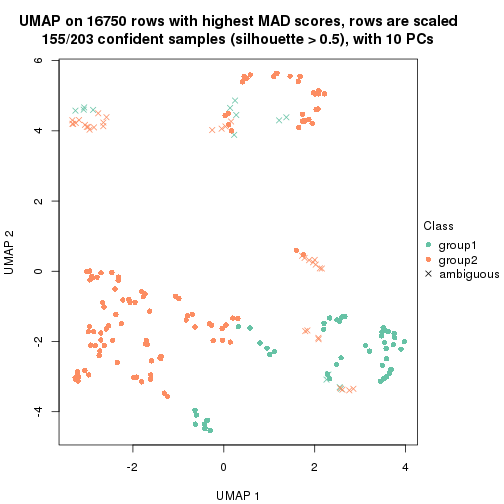 UMAP on 16750 rows with highest MAD scores, rows are scaled
155/203 confident samples (silhouette > 0.5), with 10 PCs
6
4
2
0
-2
-4
UMAP 2
-2
0
2
4
UMAP 1
Class
group1
group2
ambiguous